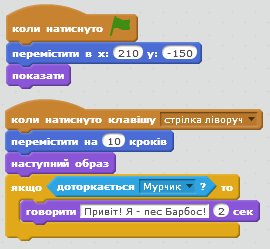 коли натиснуто
перемістити в x: 210 y: -150
показати
коли натиснуто клавішу стрілка ліворуч
перемістити на 10 кроків
наступний образ
якщо доторкається Мурчик ? то
говорити Привіт! Я - пес Барбос! 2 сек